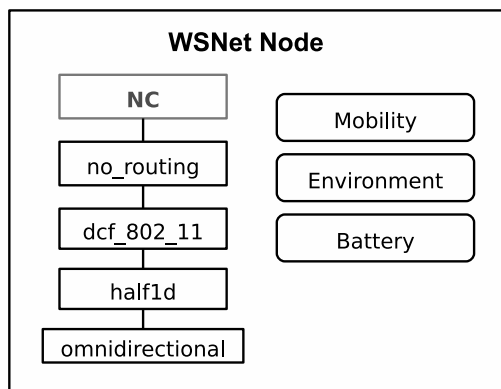 WSNet Node
NC
no_routing
dcf_802_11
half1d
omnidirectional
Mobility
Environment
Battery